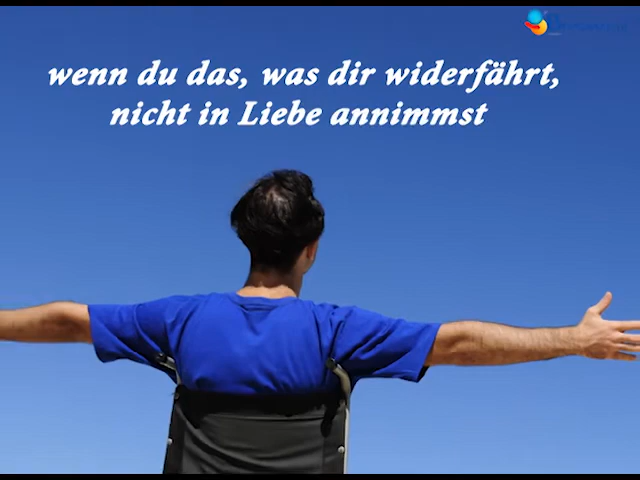 wenn du das, was dir widerfährt,
nicht in Liebe annimmst